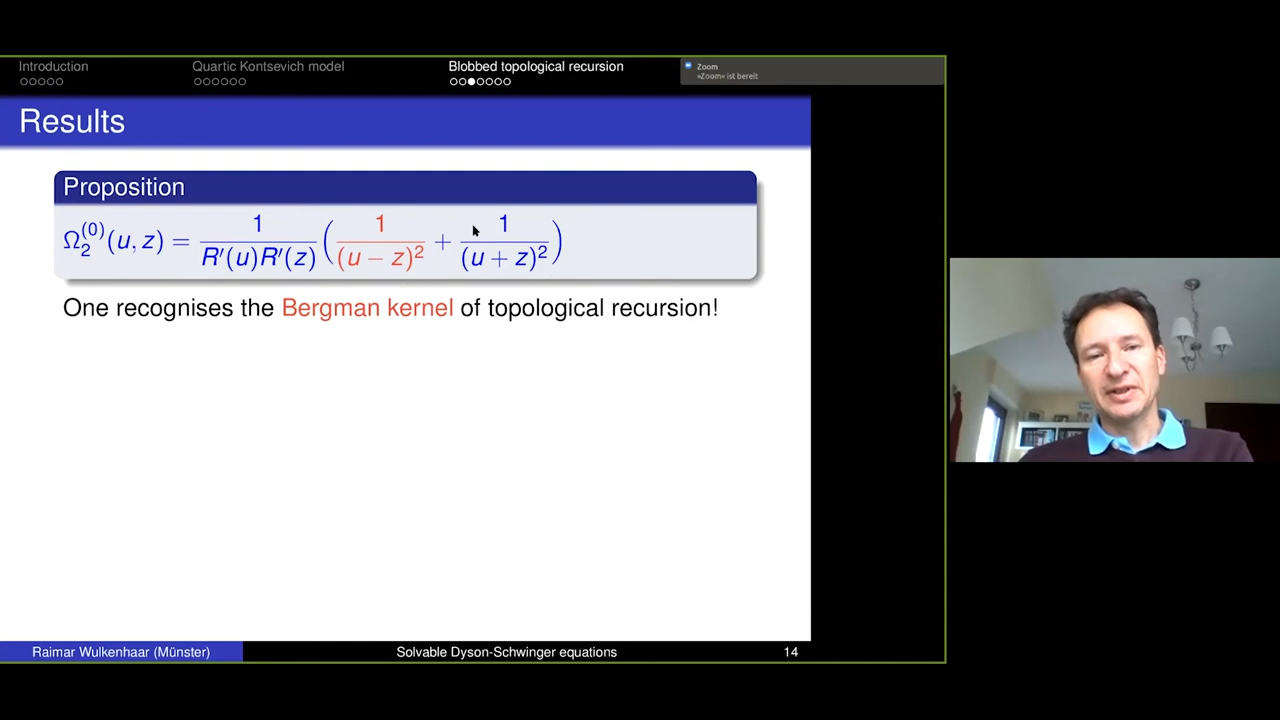 Introduction
Quartic Kontsevich model
Blobbed topological recursion
Zoom
»Zoom« ist bereit
Results
Proposition
Ω₂⁽⁰⁾(u, z) = 1/(R′(u)R′(z)) (1/(u − z)² + 1/(u + z)²)
One recognises the Bergman kernel of topological recursion!
Raimar Wulkenhaar (Münster)
Solvable Dyson-Schwinger equations
14